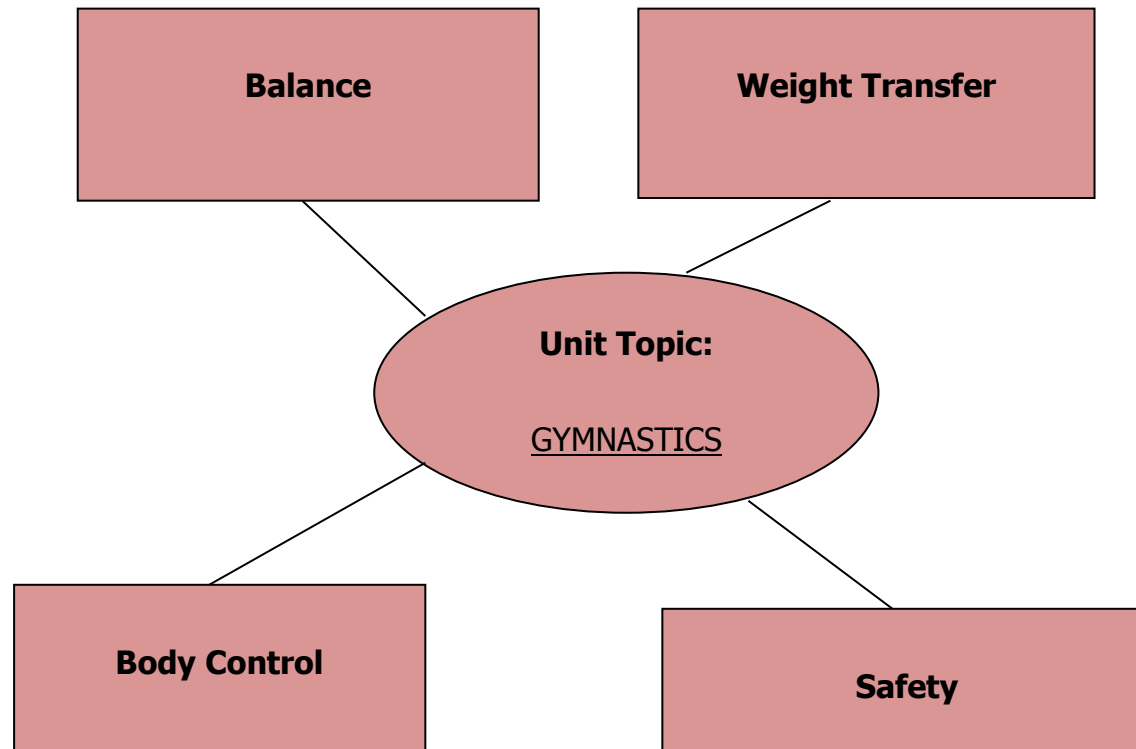 Balance
Weight Transfer
Unit Topic:
GYMNASTICS
Body Control
Safety